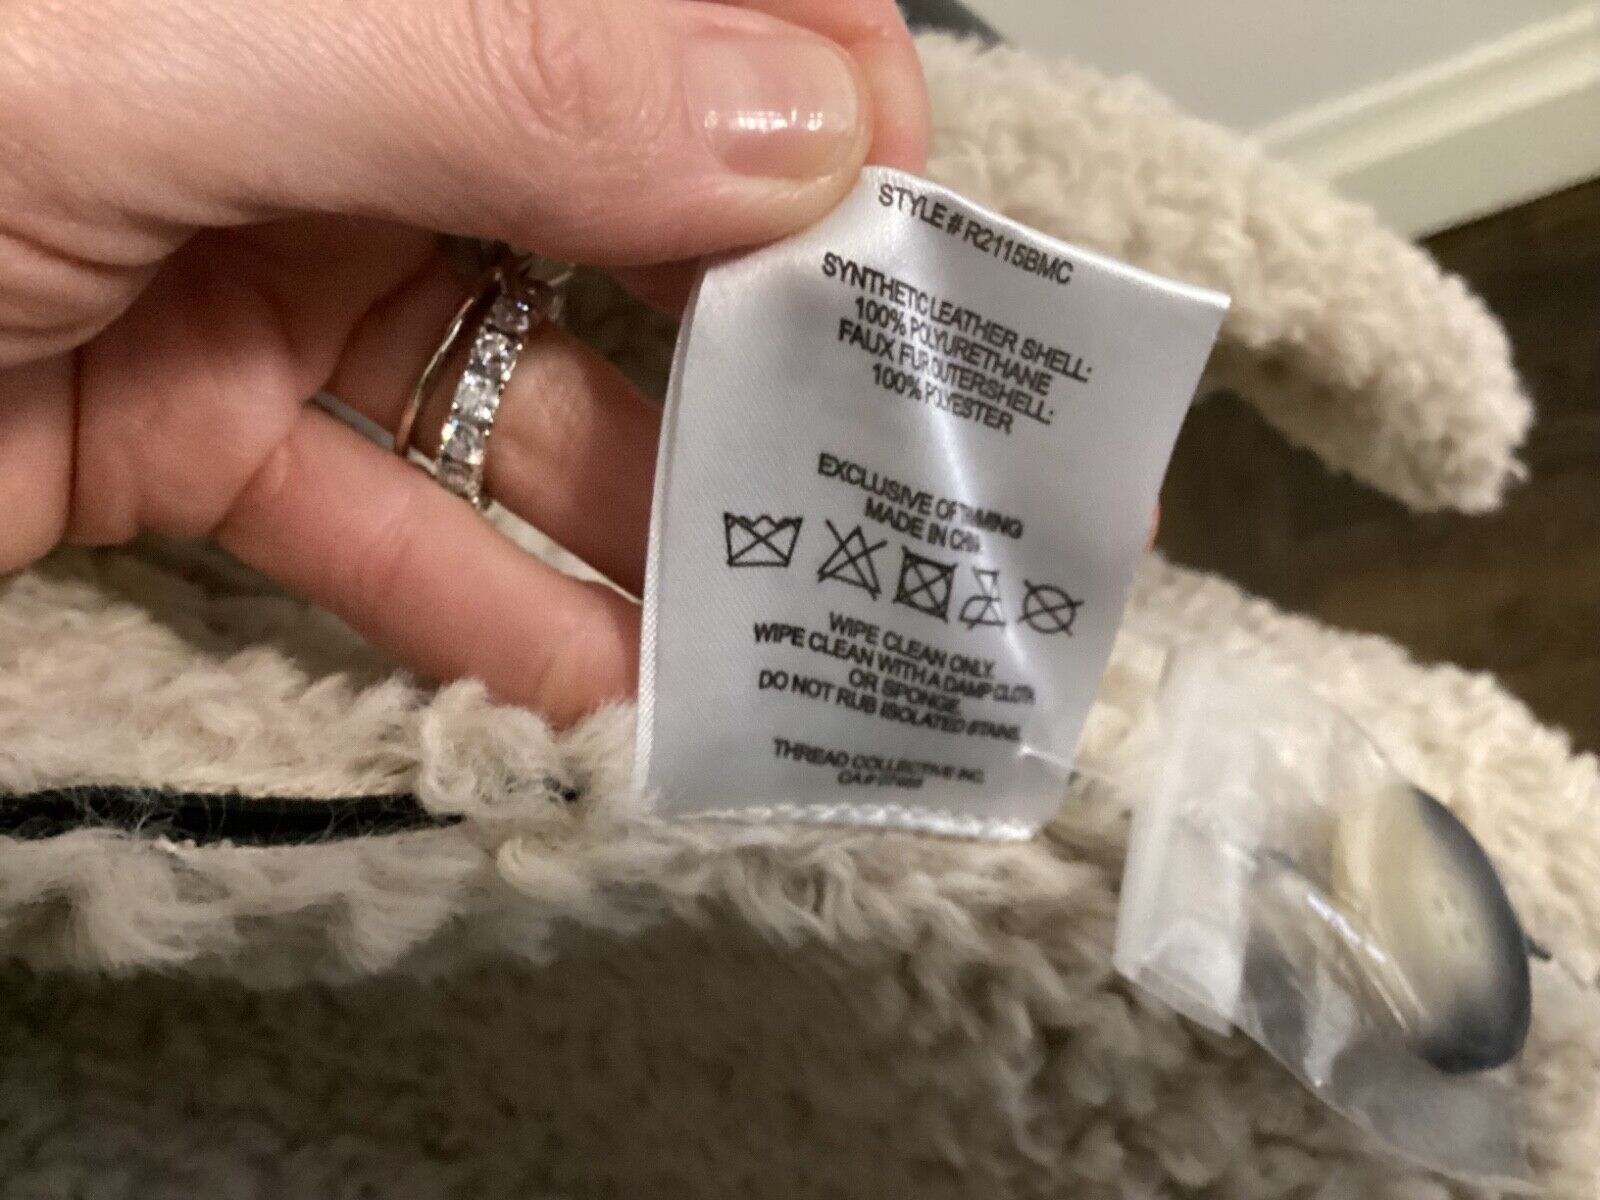 STYLE # R2115BMC
SYNTHETIC LEATHER SHELL:
100% POLYURETHANE
FAUX FUR OUTERSHELL:
100% POLYESTER
EXCLUSIVE OF TRIMING
MADE IN CHINA
WIPE CLEAN ONLY.
WIPE CLEAN WITH A DAMP CLOTH
OR SPONGE.
DO NOT RUB ISOLATED STAINS.
THREAD COLLECTIVE INC.